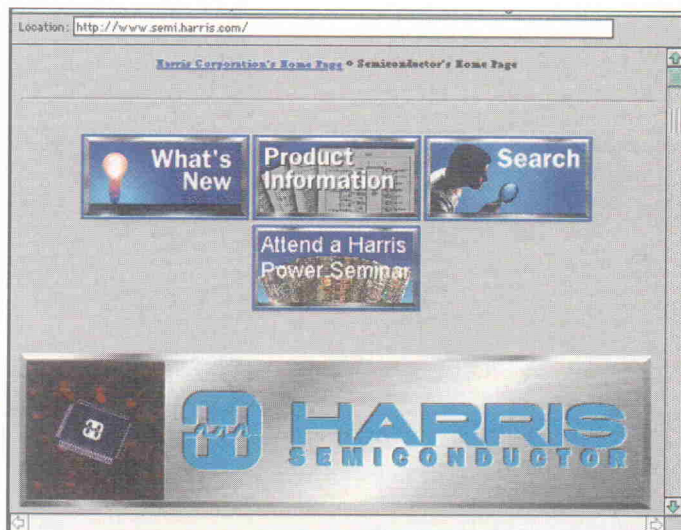 Location: http://www.semi.harris.com/
Harris Corporation's Home Page ◊ Semiconductor's Home Page
What's
New
Product
Information
Search
Attend a Harris
Power Seminar
HARRIS
SEMICONDUCTOR